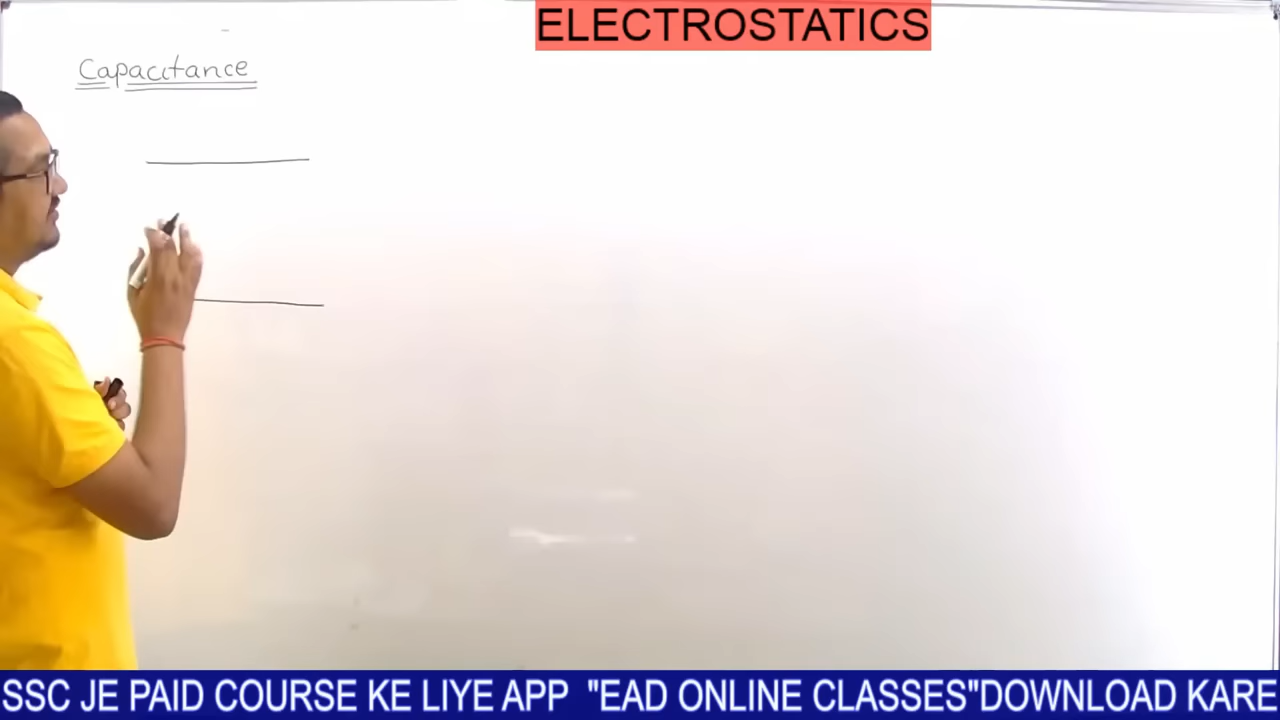 ELECTROSTATICS
Capacitance
SSC JE PAID COURSE KE LIYE APP "EAD ONLINE CLASSES"DOWNLOAD KARE